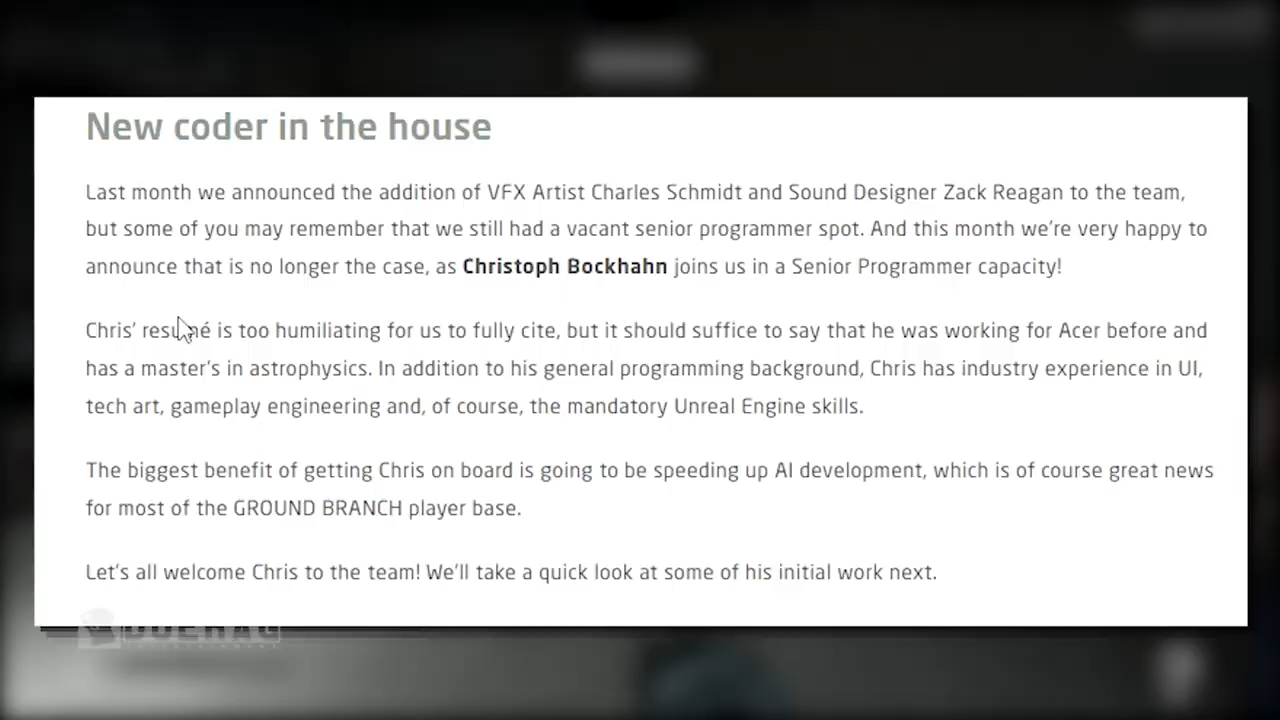 New coder in the house
Last month we announced the addition of VFX Artist Charles Schmidt and Sound Designer Zack Reagan to the team,
but some of you may remember that we still had a vacant senior programmer spot. And this month we're very happy to
announce that is no longer the case, as Christoph Bockhahn joins us in a Senior Programmer capacity!
Chris' resumé is too humiliating for us to fully cite, but it should suffice to say that he was working for Acer before and
has a master's in astrophysics. In addition to his general programming background, Chris has industry experience in UI,
tech art, gameplay engineering and, of course, the mandatory Unreal Engine skills.
The biggest benefit of getting Chris on board is going to be speeding up AI development, which is of course great news
for most of the GROUND BRANCH player base.
Let's all welcome Chris to the team! We'll take a quick look at some of his initial work next.